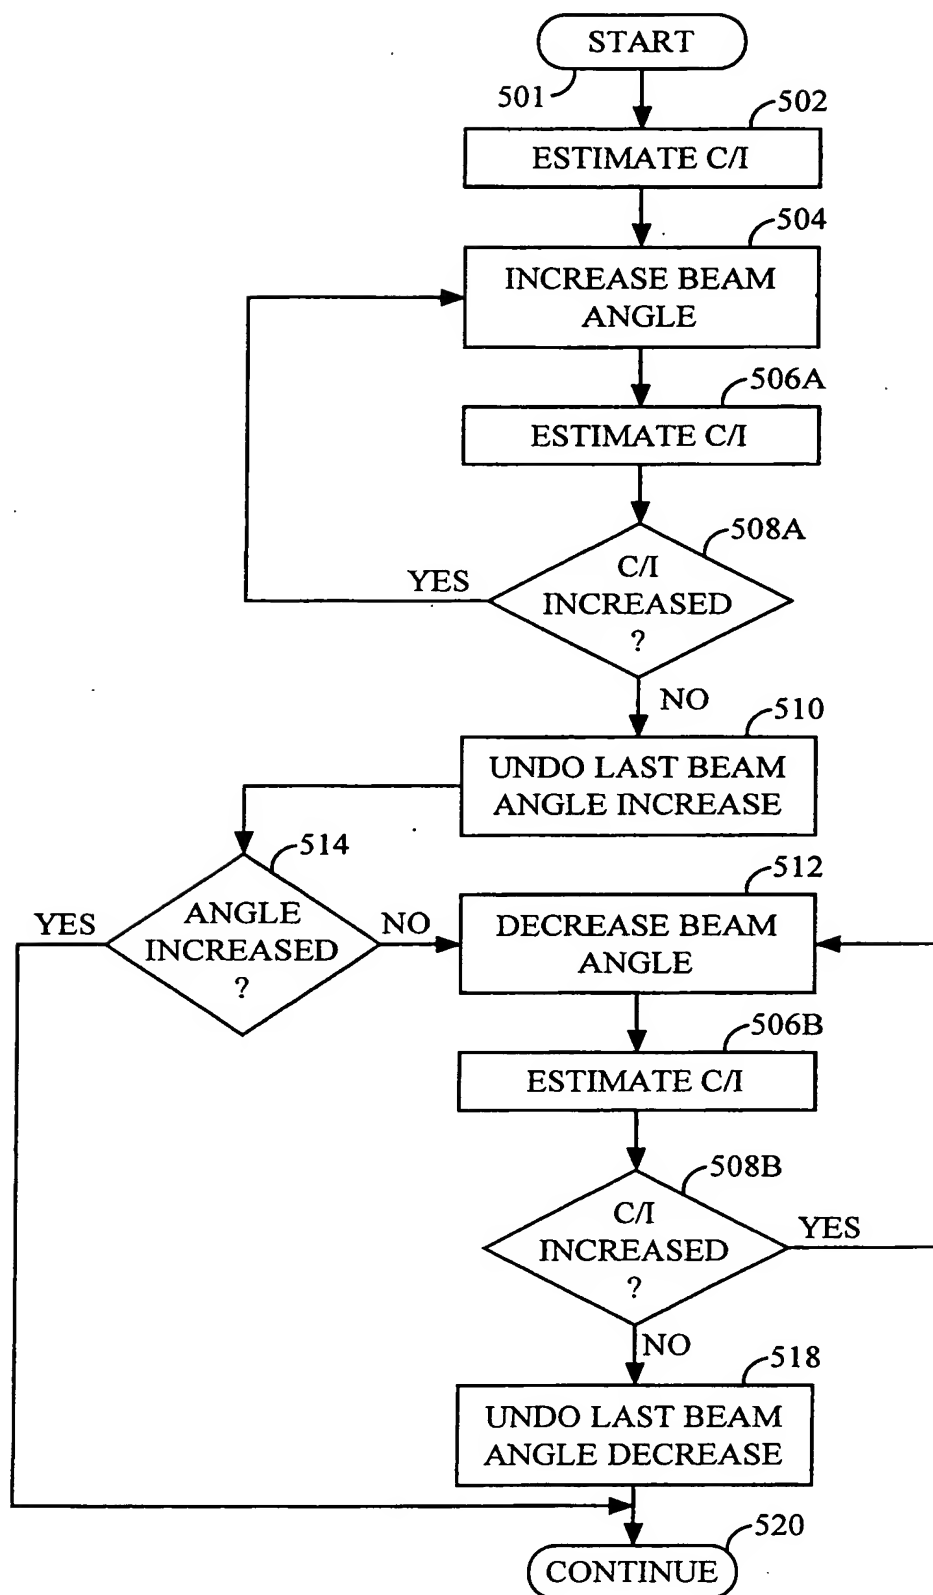 START
501
502
ESTIMATE C/I
504
INCREASE BEAM
ANGLE
506A
ESTIMATE C/I
508A
C/I
INCREASED
?
YES
NO
510
UNDO LAST BEAM
ANGLE INCREASE
514
ANGLE
INCREASED
?
YES
NO
512
DECREASE BEAM
ANGLE
506B
ESTIMATE C/I
508B
C/I
INCREASED
?
YES
NO
518
UNDO LAST BEAM
ANGLE DECREASE
520
CONTINUE